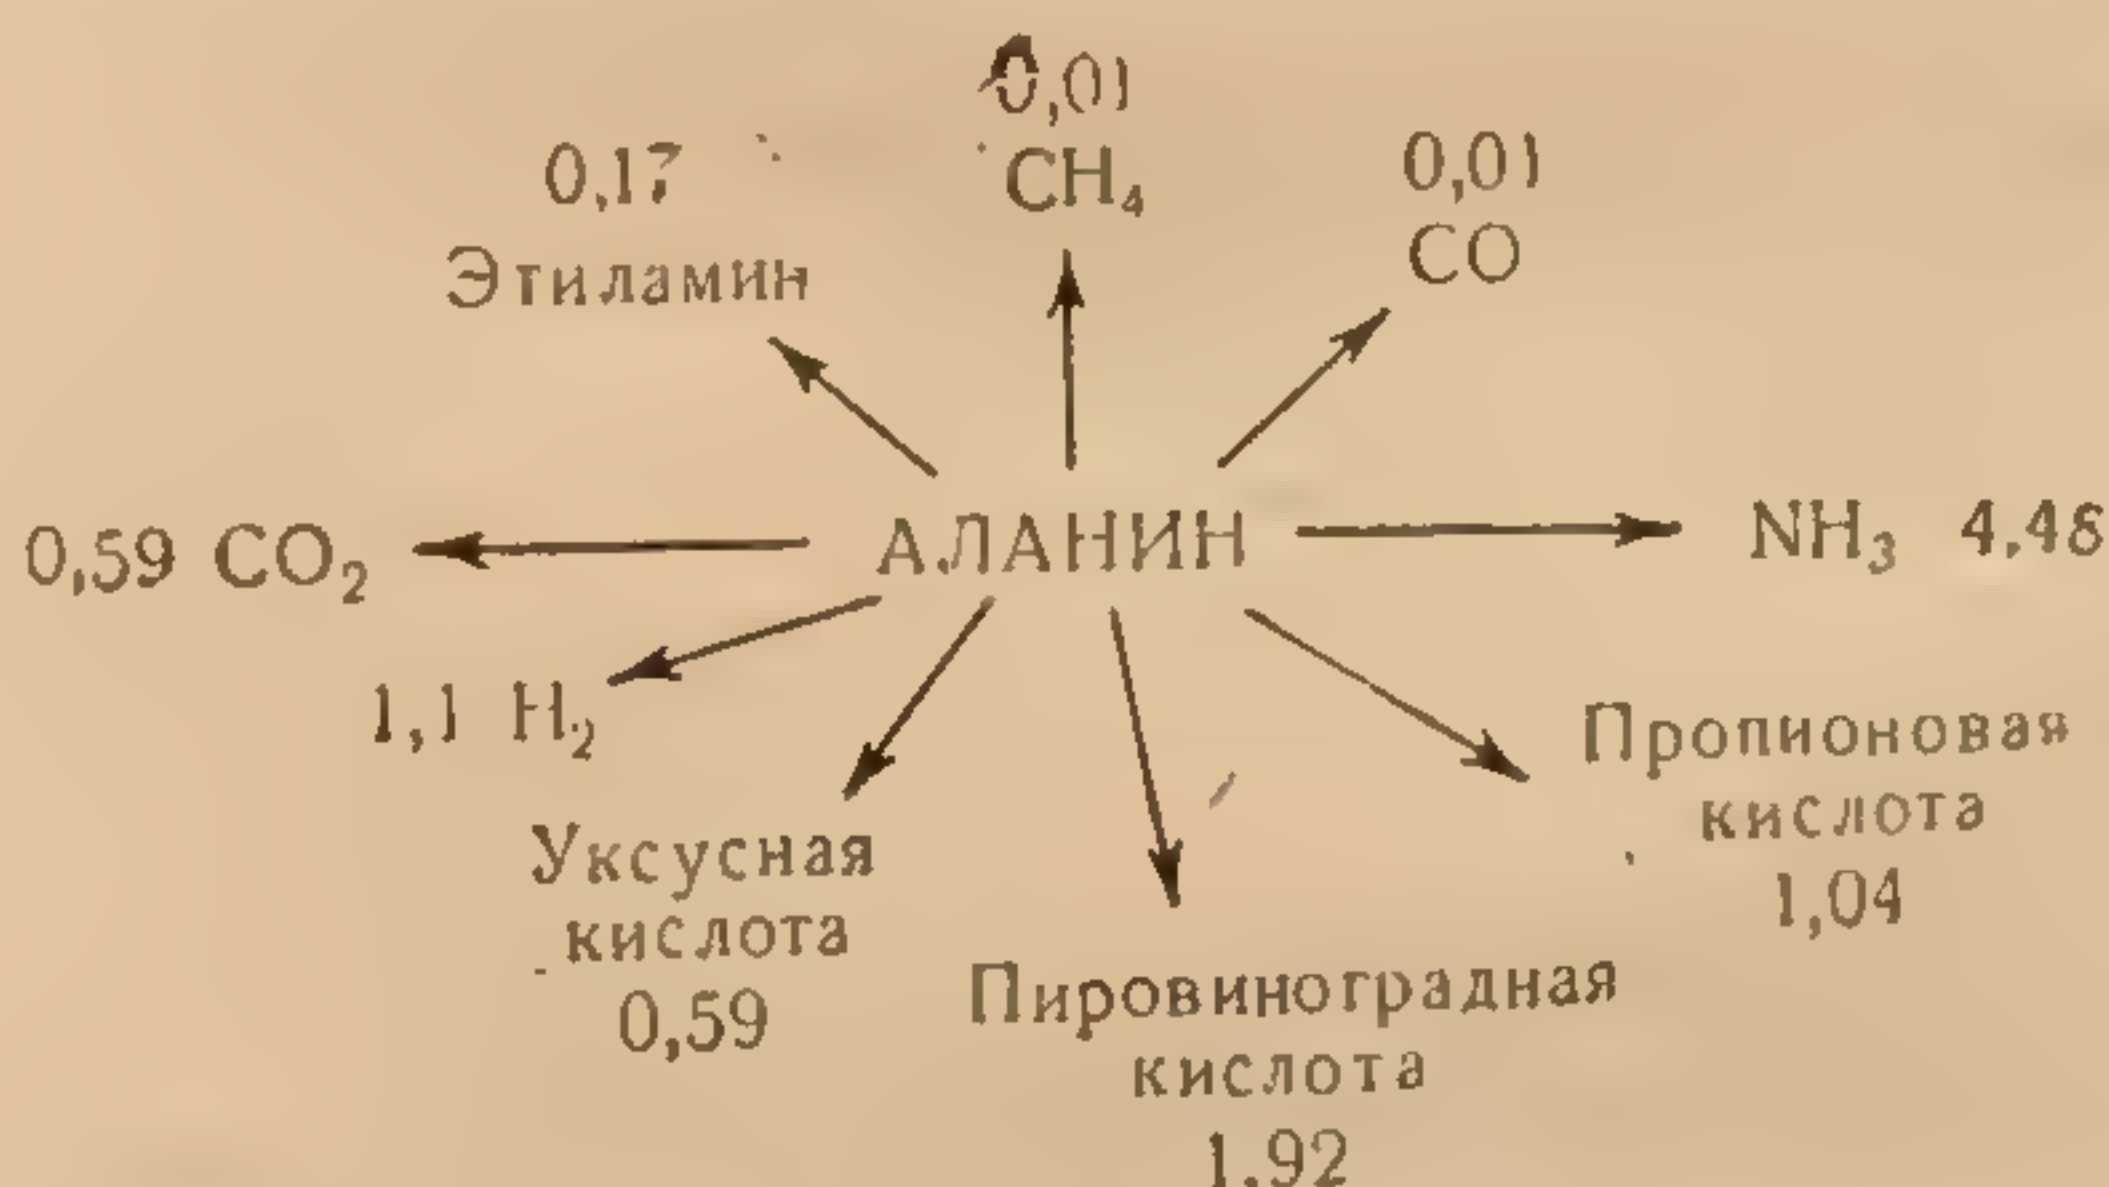 0,01
0,17
CH₄
0,01
Этиламин
CO
0,59 CO₂
АЛАНИН
NH₃ 4,48
1,1 H₂
Пропионовая
кислота
1,04
Уксусная
кислота
0,59
Пировиноградная
кислота
1,92